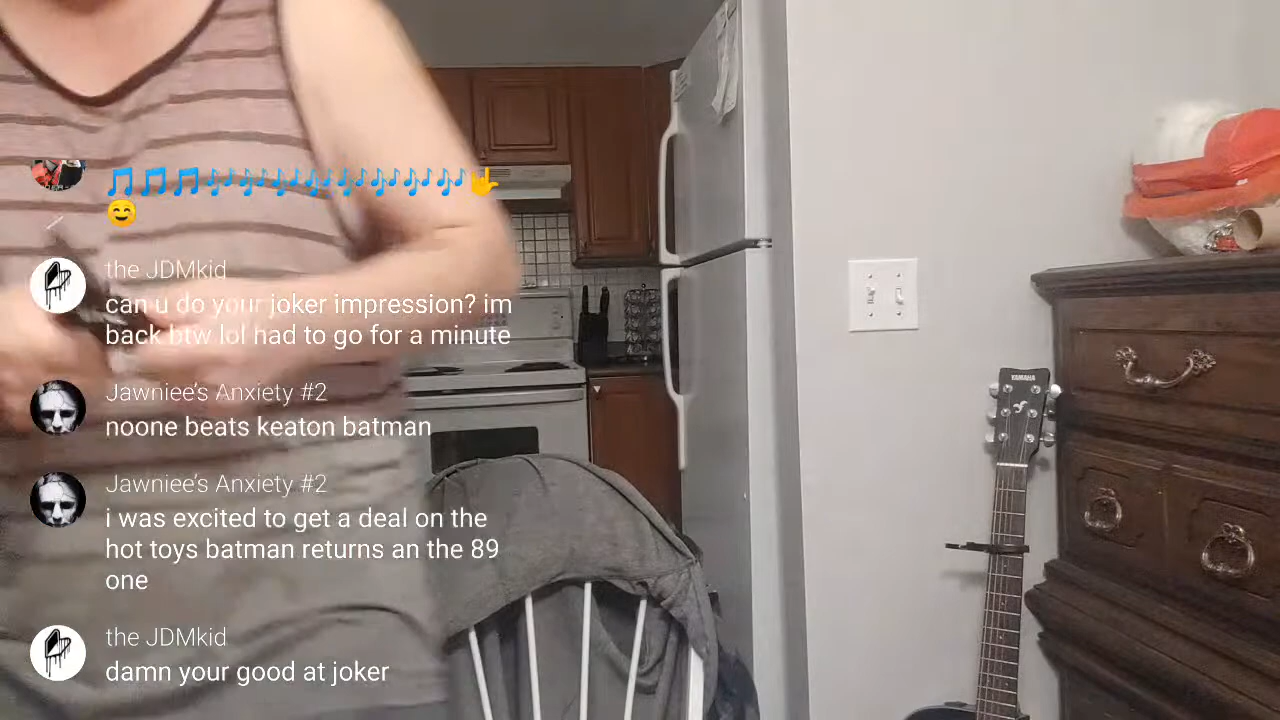 🎵🎵🎵🎶🎶🎶🎶🎶🎶🎶🎶🤟
😊
the JDMkid
can u do your joker impression? im
back btw lol had to go for a minute
Jawniee's Anxiety #2
noone beats keaton batman
Jawniee's Anxiety #2
i was excited to get a deal on the
hot toys batman returns an the 89
one
the JDMkid
damn your good at joker
YAMAHA